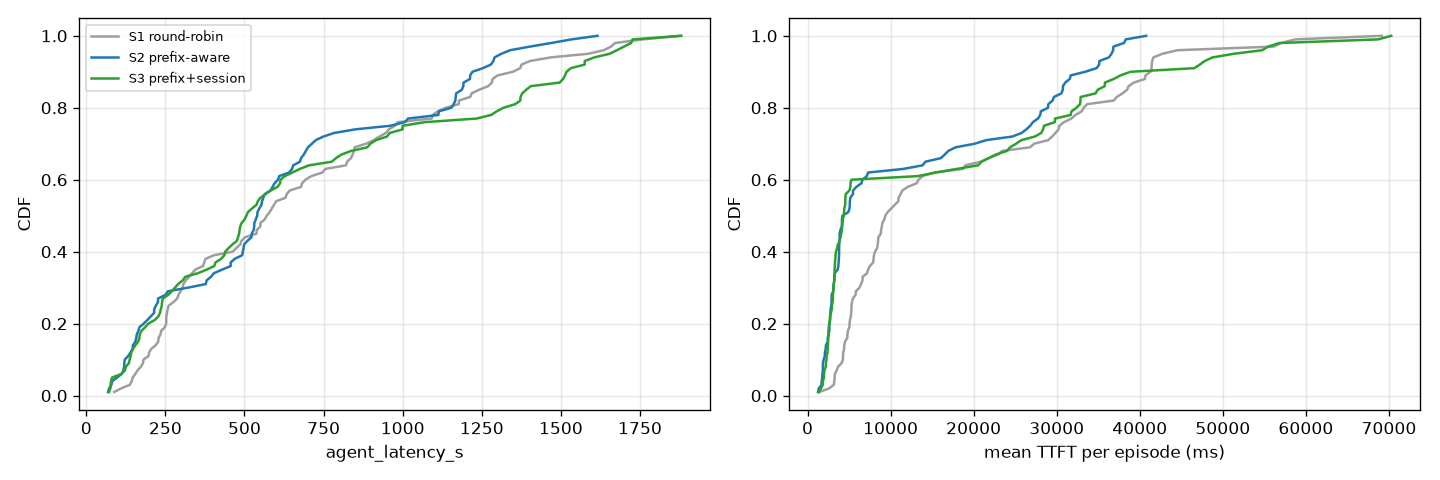 S1 round-robin
S2 prefix-aware
S3 prefix+session
CDF
1.0
0.8
0.6
0.4
0.2
0.0
0 250 500 750 1000 1250 1500 1750
agent_latency_s
CDF
1.0
0.8
0.6
0.4
0.2
0.0
0 10000 20000 30000 40000 50000 60000 70000
mean TTFT per episode (ms)